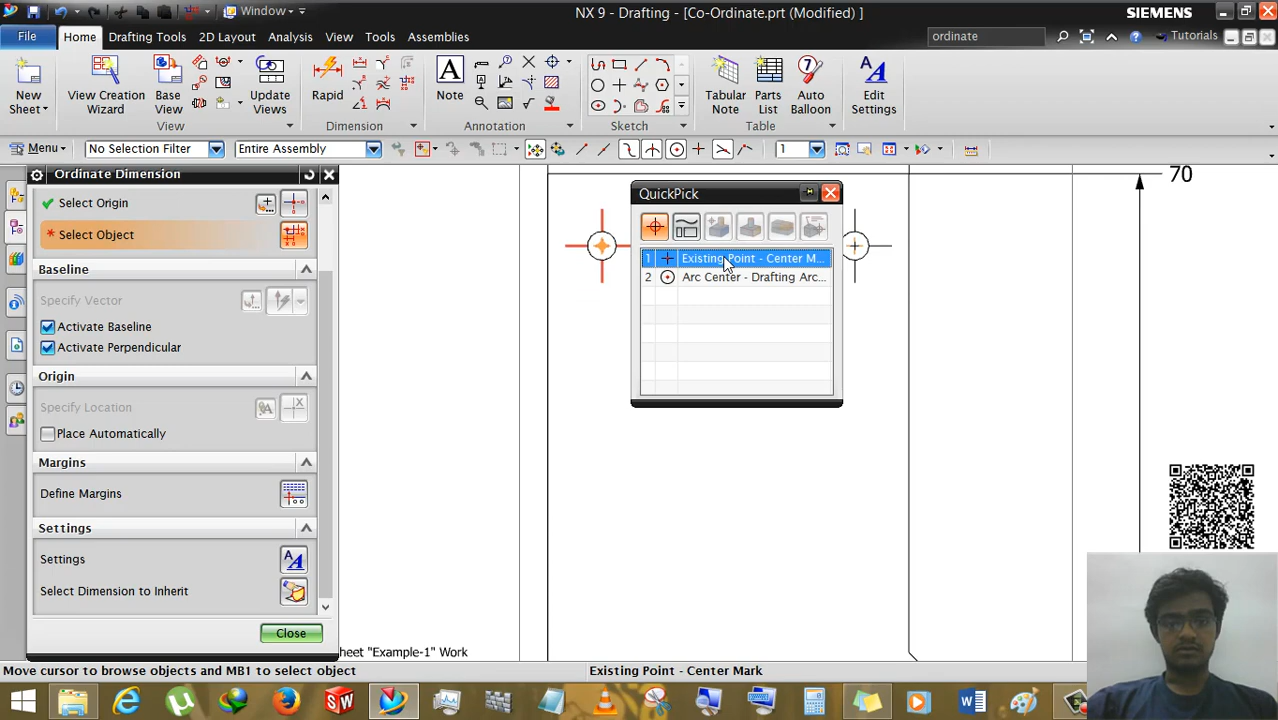 Window
NX 9 - Drafting - [Co-Ordinate.prt (Modified) ]
SIEMENS
File
Home
Drafting Tools
2D Layout
Analysis
View
Tools
Assemblies
ordinate
Tutorials
New Sheet
View Creation Wizard
Base View
Update Views
Rapid
Note
Tabular Note
Parts List
Auto Balloon
Edit Settings
View
Dimension
Annotation
Sketch
Table
Menu
No Selection Filter
Entire Assembly
1
Ordinate Dimension
Select Origin
* Select Object
Baseline
Specify Vector
Activate Baseline
Activate Perpendicular
Origin
Specify Location
Place Automatically
Margins
Define Margins
Settings
Settings
Select Dimension to Inherit
Close
QuickPick
1 Existing Point - Center M...
2 Arc Center - Drafting Arc...
70
heet "Example-1" Work
Move cursor to browse objects and MB1 to select object
Existing Point - Center Mark